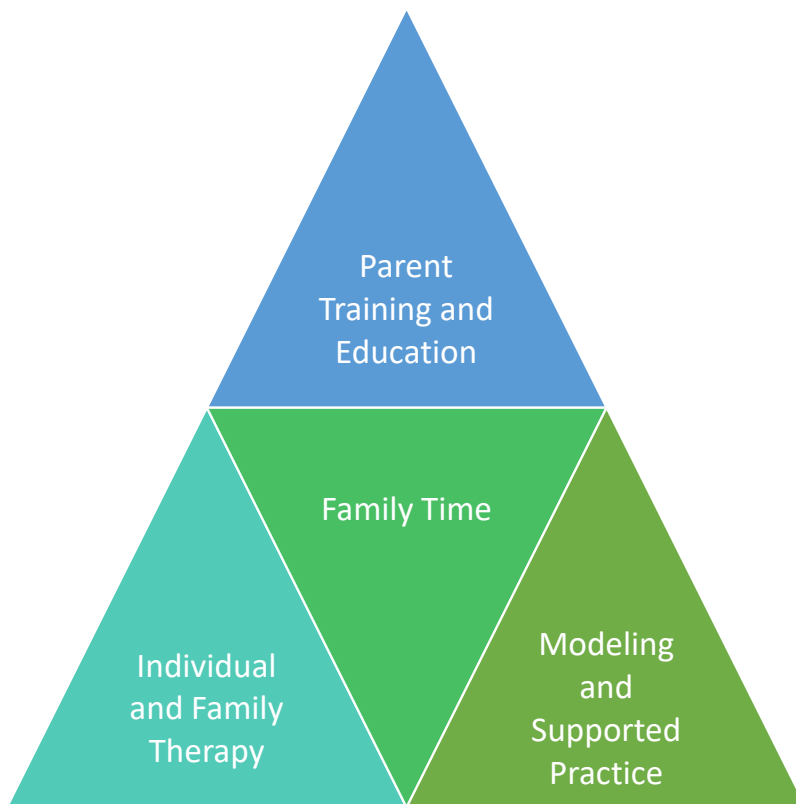 Parent
Training and
Education
Family Time
Individual
and Family
Therapy
Modeling
and
Supported
Practice